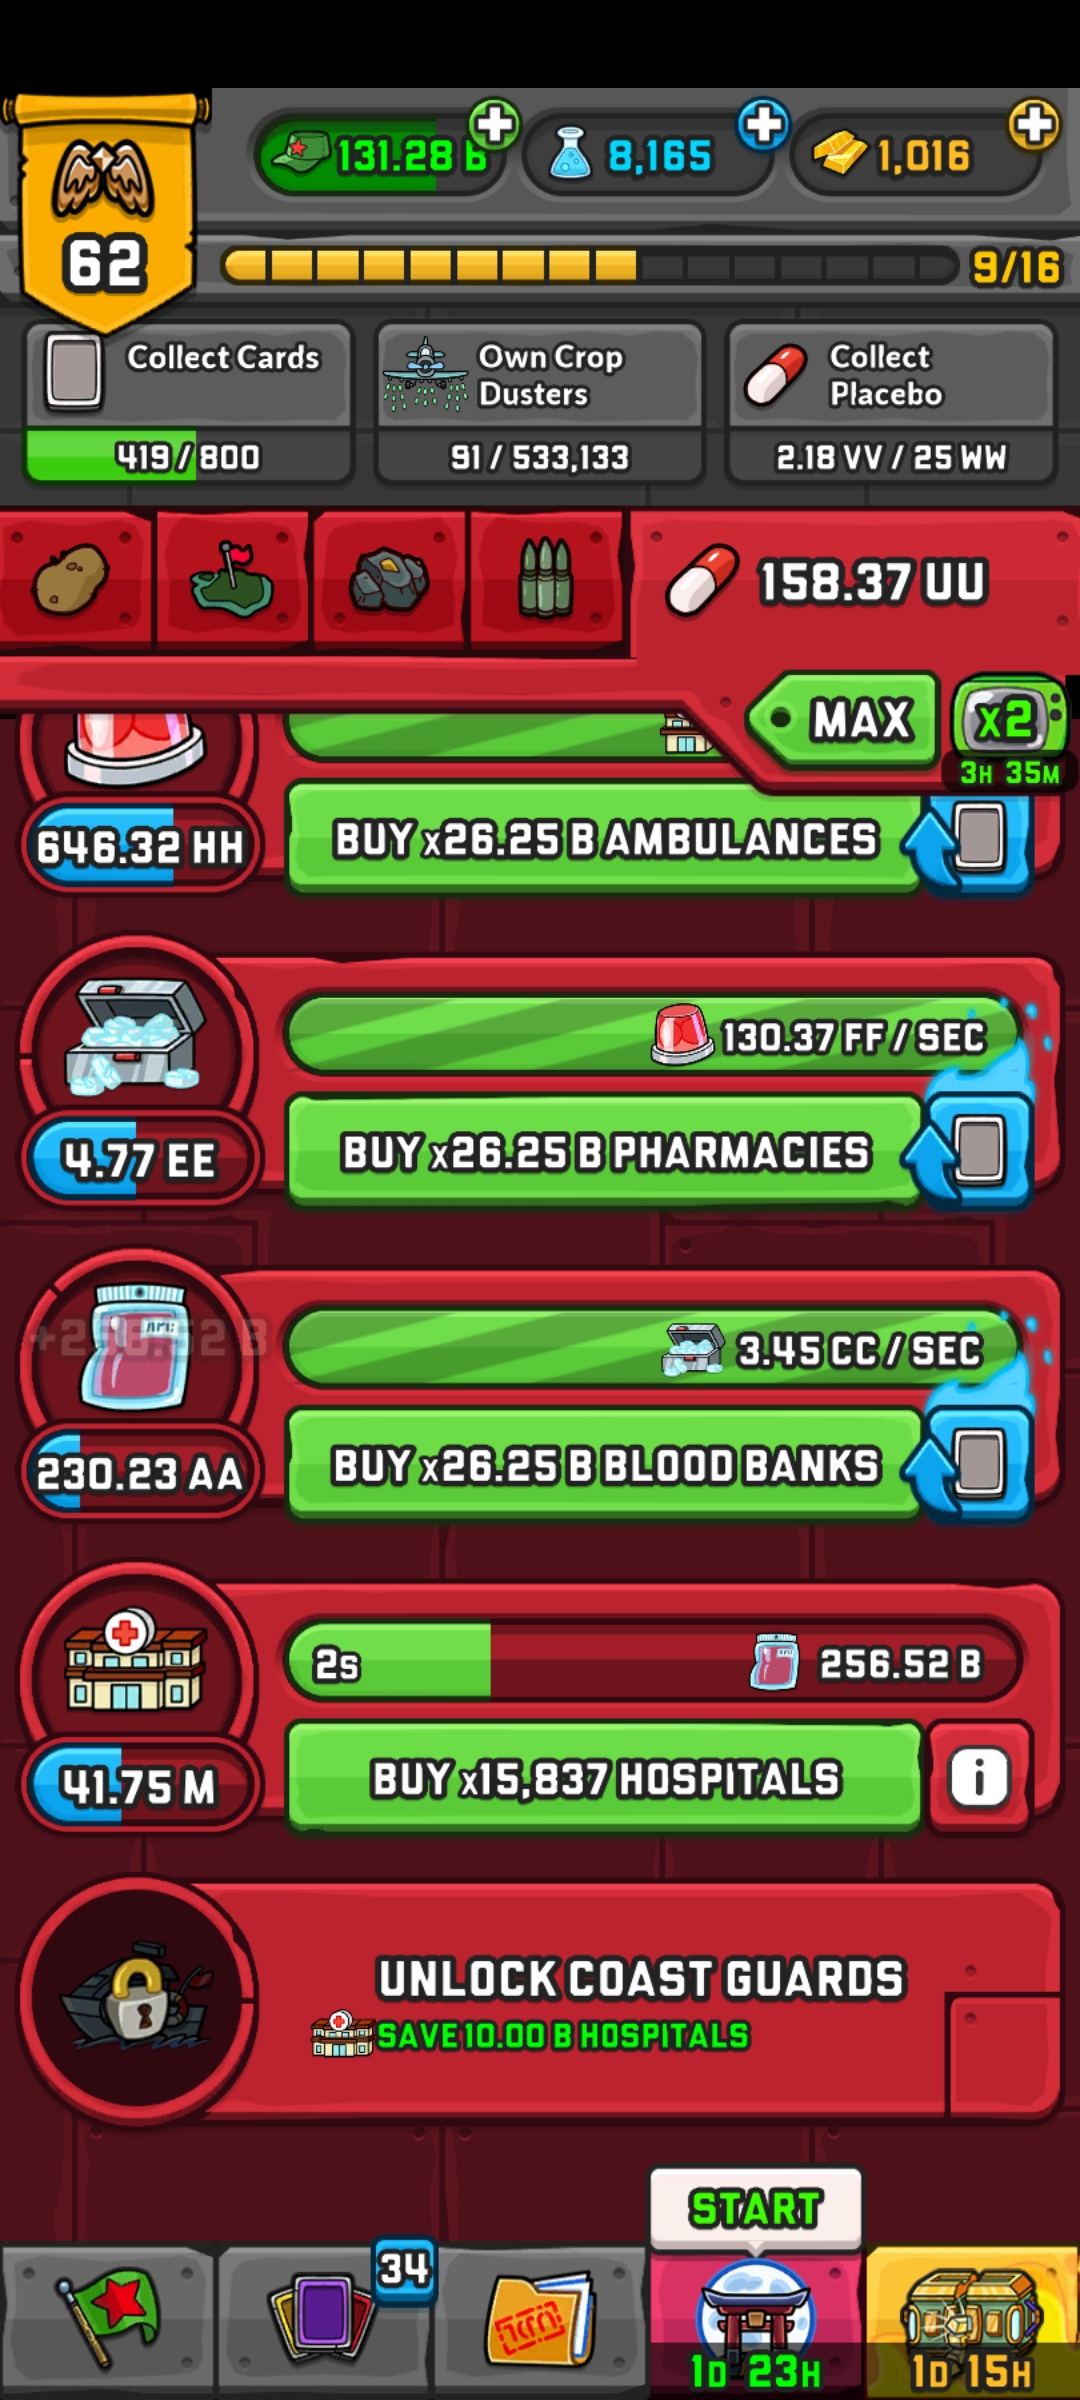 131.28 B
8,165
1,016
62
9/16
Collect Cards
419 / 800
Own Crop
Dusters
91 / 533,133
Collect
Placebo
2.18 VV / 25 WW
158.37 UU
MAX
x2
3H 35M
646.32 HH
BUY x26.25 B AMBULANCES
130.37 FF / SEC
4.77 EE
BUY x26.25 B PHARMACIES
+256.52 B
3.45 CC / SEC
230.23 AA
BUY x26.25 B BLOOD BANKS
2s
256.52 B
41.75 M
BUY x15,837 HOSPITALS
i
UNLOCK COAST GUARDS
SAVE 10.00 B HOSPITALS
START
34
1D 23H
1D 15H